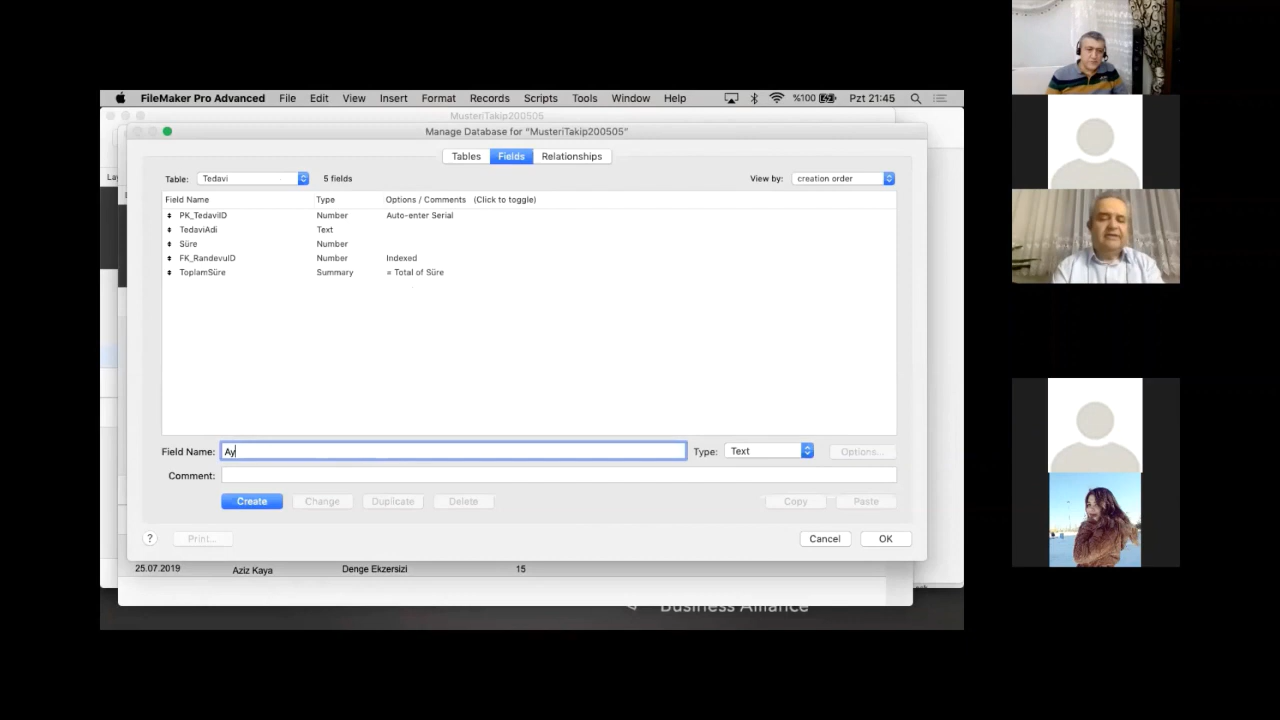 FileMaker Pro Advanced File Edit View Insert Format Records Scripts Tools Window Help %100 Pzt 21:45
MusteriTakip200505
Manage Database for “MusteriTakip200505”
Tables Fields Relationships
Table: Tedavi 5 fields View by: creation order
Field Name Type Options / Comments (Click to toggle)
PK_TedaviID Number Auto-enter Serial
TedaviAdi Text
Süre Number
FK_RandevuID Number Indexed
ToplamSüre Summary = Total of Süre
Field Name: Ay Type: Text Options...
Comment:
Create Change Duplicate Delete Copy Paste
? Print... Cancel OK
25.07.2019 Aziz Kaya Denge Ekzersizi 15
Business Alliance